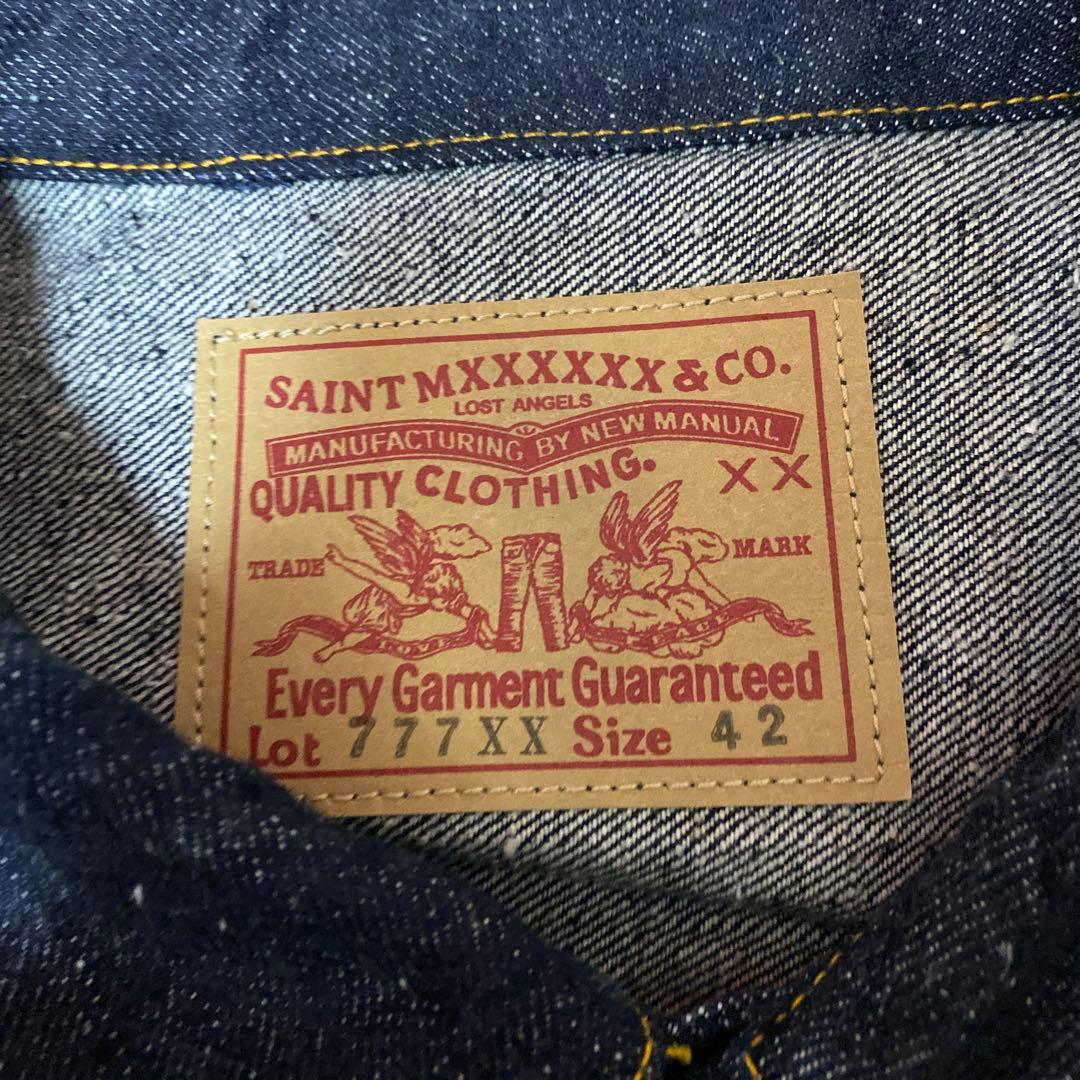 SAINT MXXXXXX & CO.
LOST ANGELS
MANUFACTURING BY NEW MANUAL
QUALITY CLOTHING. XX
TRADE MARK
Every Garment Guaranteed
Lot 777XX Size 42